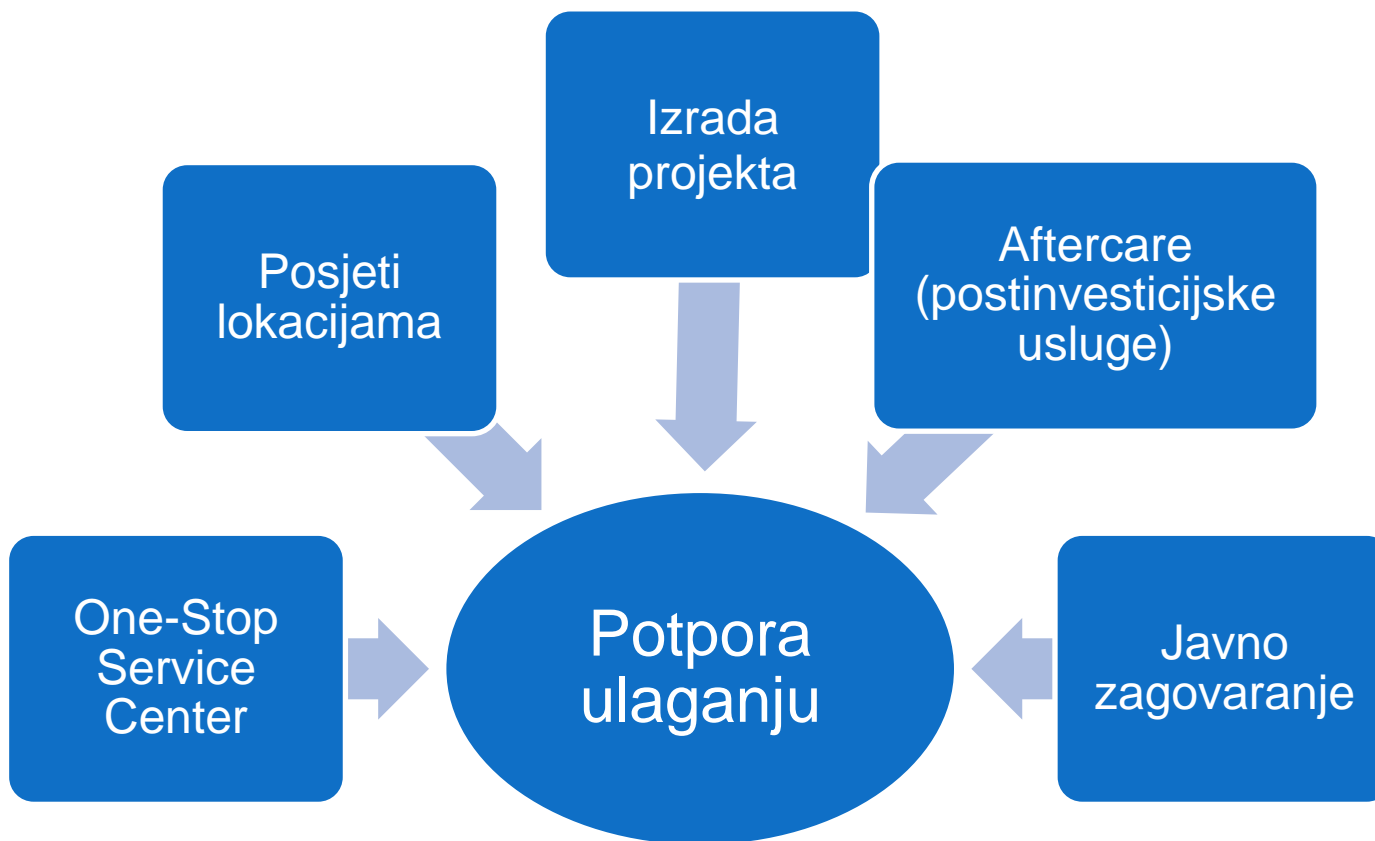 Izrada
projekta
Posjeti
lokacijama
Aftercare
(postinvesticijske
usluge)
One-Stop
Service
Center
Potpora
ulaganju
Javno
zagovaranje